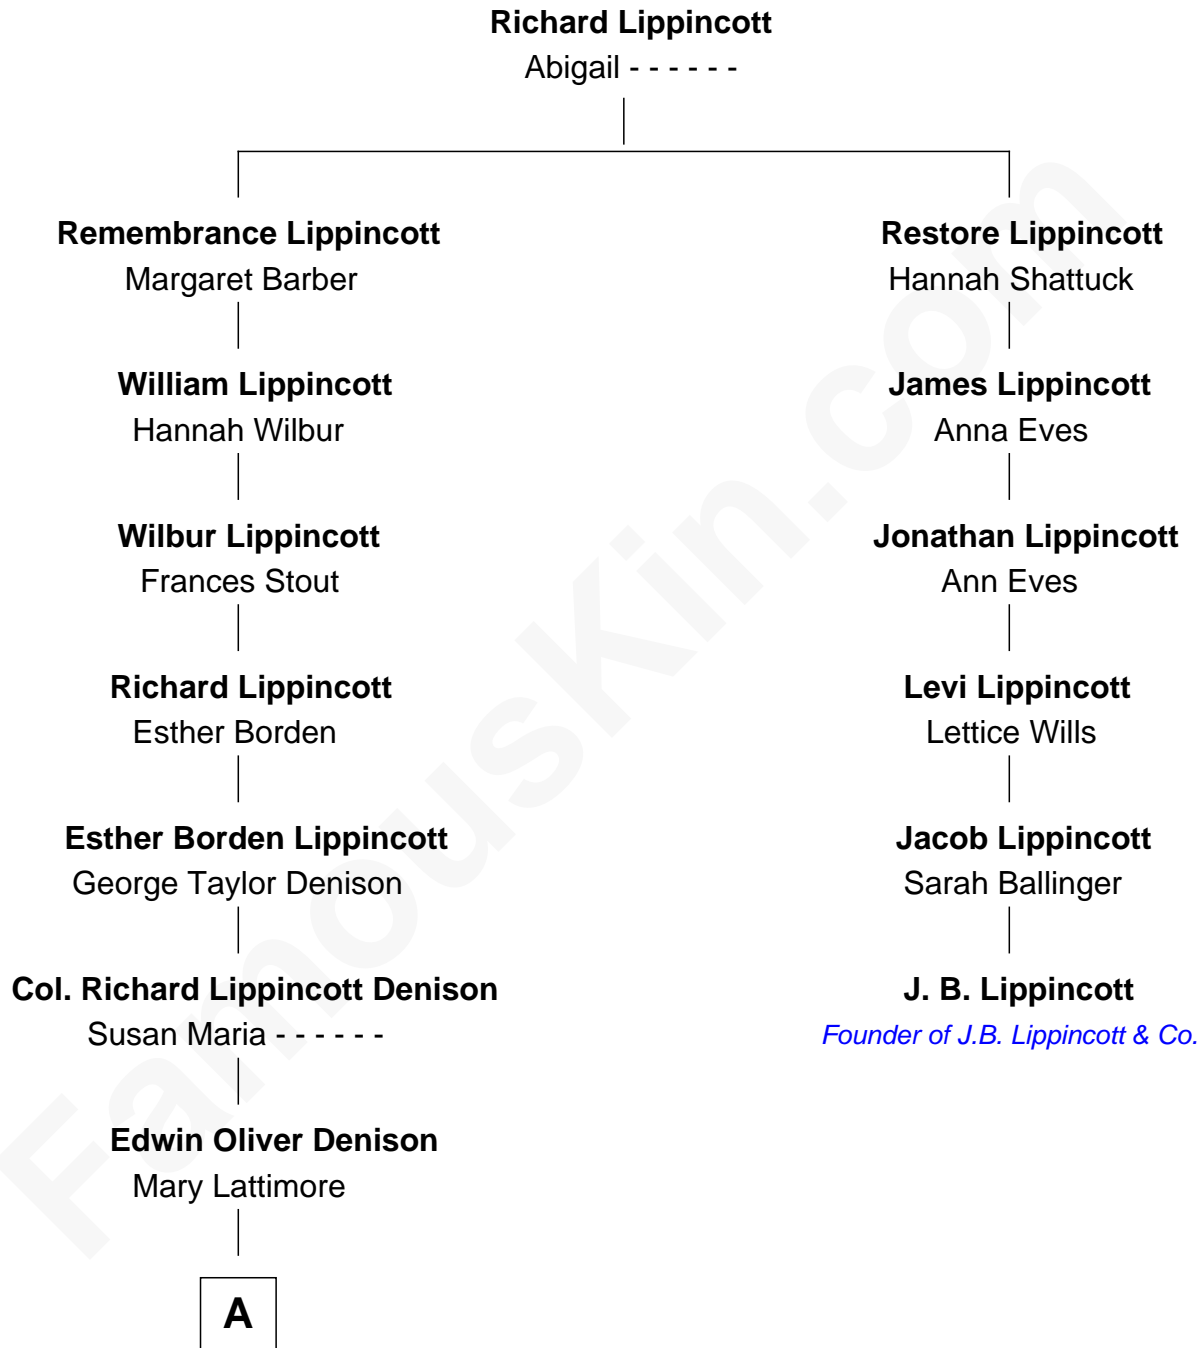 Richard Lippincott
Abigail - - - - - -
Remembrance Lippincott
Margaret Barber
Restore Lippincott
Hannah Shattuck
William Lippincott
Hannah Wilbur
James Lippincott
Anna Eves
Wilbur Lippincott
Frances Stout
Jonathan Lippincott
Ann Eves
Richard Lippincott
Esther Borden
Levi Lippincott
Lettice Wills
Esther Borden Lippincott
George Taylor Denison
Jacob Lippincott
Sarah Ballinger
Col. Richard Lippincott Denison
Susan Maria - - - - - -
J. B. Lippincott
Founder of J.B. Lippincott & Co.
Edwin Oliver Denison
Mary Lattimore
A
FamousKin.com